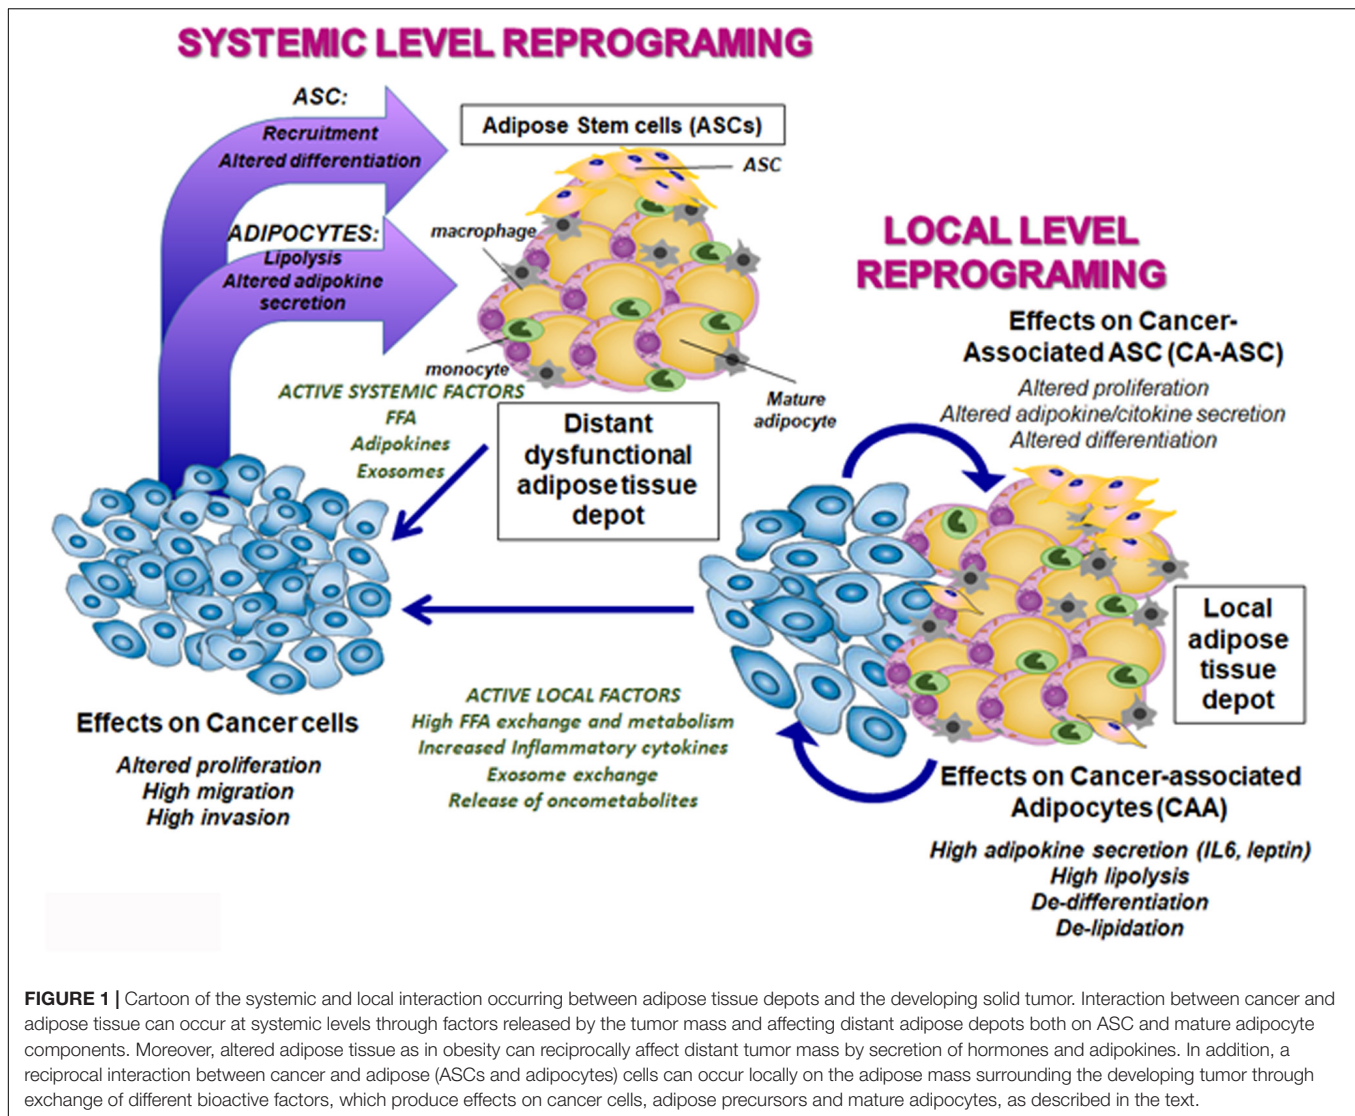 SYSTEMIC LEVEL REPROGRAMING
ASC:
Recruitment
Altered differentiation
ADIPOCYTES:
Lipolysis
Altered adipokine
secretion
Adipose Stem cells (ASCs)
ASC
macrophage
monocyte
Mature
adipocyte
ACTIVE SYSTEMIC FACTORS
FFA
Adipokines
Exosomes
Distant
dysfunctional
adipose tissue
depot
LOCAL LEVEL
REPROGRAMING
Effects on Cancer-
Associated ASC (CA-ASC)
Altered proliferation
Altered adipokine/citokine secretion
Altered differentiation
Local
adipose
tissue
depot
Effects on Cancer cells
Altered proliferation
High migration
High invasion
ACTIVE LOCAL FACTORS
High FFA exchange and metabolism
Increased Inflammatory cytokines
Exosome exchange
Release of oncometabolites
Effects on Cancer-associated
Adipocytes (CAA)
High adipokine secretion (IL6, leptin)
High lipolysis
De-differentiation
De-lipidation
FIGURE 1 | Cartoon of the systemic and local interaction occurring between adipose tissue depots and the developing solid tumor. Interaction between cancer and
adipose tissue can occur at systemic levels through factors released by the tumor mass and affecting distant adipose depots both on ASC and mature adipocyte
components. Moreover, altered adipose tissue as in obesity can reciprocally affect distant tumor mass by secretion of hormones and adipokines. In addition, a
reciprocal interaction between cancer and adipose (ASCs and adipocytes) cells can occur locally on the adipose mass surrounding the developing tumor through
exchange of different bioactive factors, which produce effects on cancer cells, adipose precursors and mature adipocytes, as described in the text.